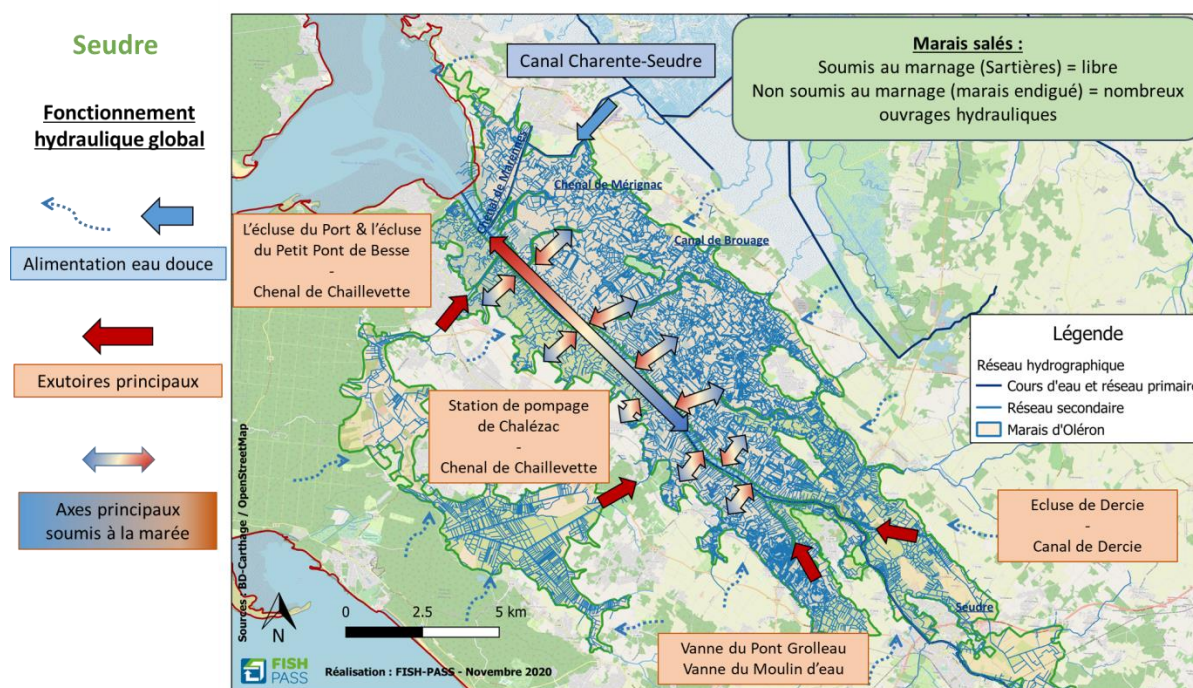 Seudre
Fonctionnement
hydraulique global
Alimentation eau douce
Exutoires principaux
Axes principaux
soumis à la marée
Canal Charente-Seudre
Marais salés :
Soumis au marnage (Sartières) = libre
Non soumis au marnage (marais endigué) = nombreux
ouvrages hydrauliques
Chenal de Marennes
Chenal de Mérignac
Canal de Brouage
L'écluse du Port & l'écluse
du Petit Pont de Besse
-
Chenal de Chaillevette
Station de pompage
de Chalézac
-
Chenal de Chaillevette
Légende
Réseau hydrographique
Cours d'eau et réseau primaire
Réseau secondaire
Marais d'Oléron
Ecluse de Dercie
-
Canal de Dercie
Seudre
Vanne du Pont Grolleau
Vanne du Moulin d'eau
Sources : BD-Carthage / OpenStreetMap
0 2.5 5 km
N
FISH
PASS
Réalisation : FISH-PASS - Novembre 2020